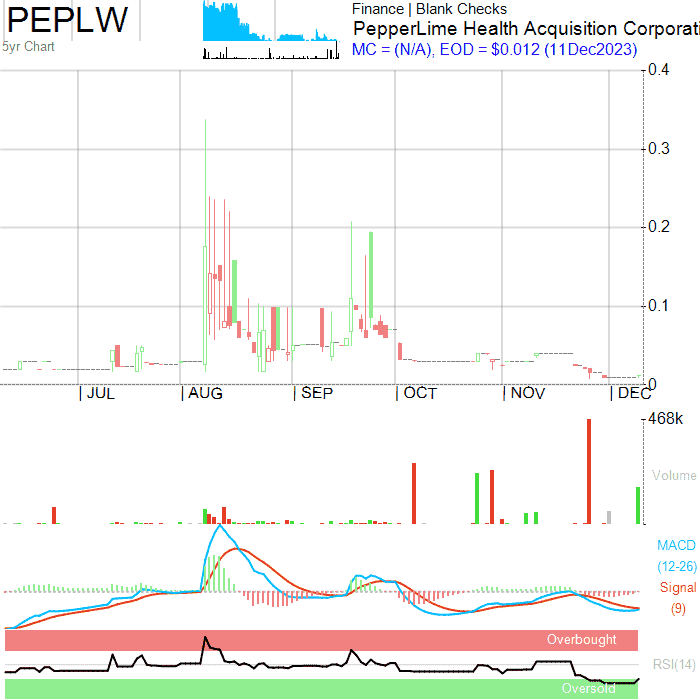 PEPLW
5yr Chart
Finance | Blank Checks
PepperLime Health Acquisition Corporati
MC = (N/A), EOD = $0.012 (11Dec2023)
0.4
0.3
0.2
0.1
0
| JUL | AUG | SEP | OCT | NOV | DEC
468k
Volume
MACD
(12-26)
Signal
(9)
Overbought
RSI(14)
Oversold